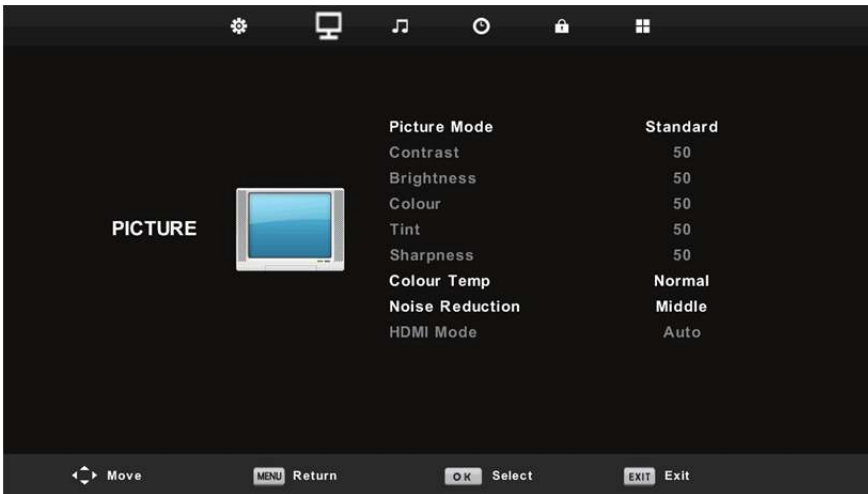 Picture Mode Standard
Contrast 50
Brightness 50
Colour 50
PICTURE
Tint 50
Sharpness 50
Colour Temp Normal
Noise Reduction Middle
HDMI Mode Auto
Move MENU Return OK Select EXIT Exit